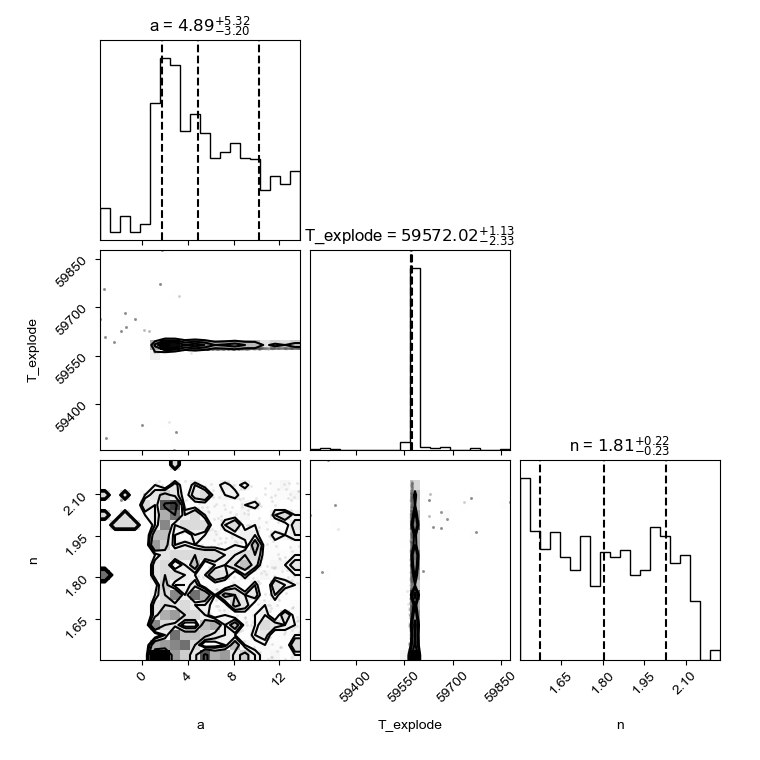 a = 4.89+5.32−3.20
T_explode = 59572.02+1.13−2.33
59850
59700
59550
59400
T_explode
n = 1.81+0.22−0.23
2.10
1.95
1.80
1.65
n
0 4 8 12
59400 59550 59700 59850
1.65 1.80 1.95 2.10
a T_explode n